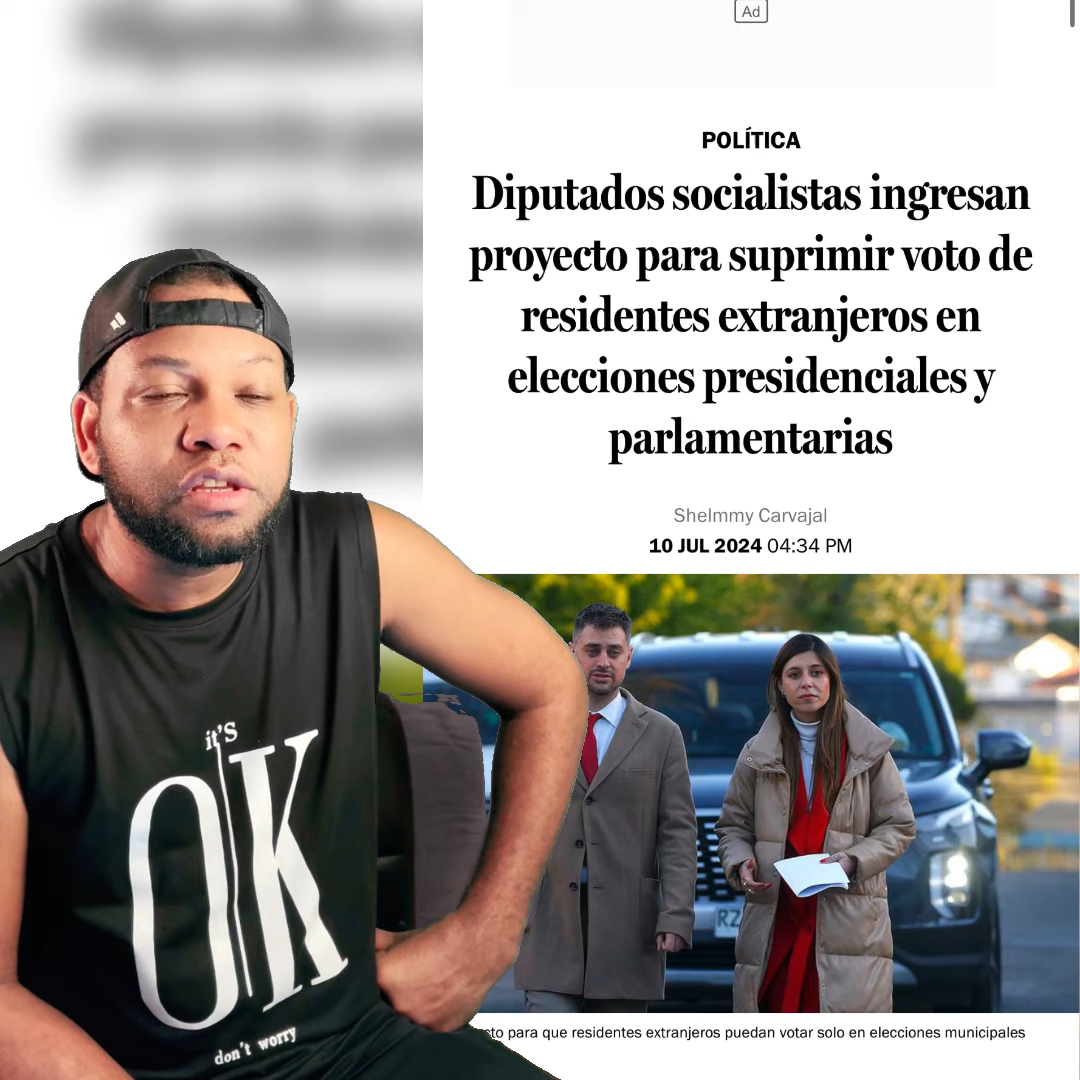 Ad
POLÍTICA
Diputados socialistas ingresan
proyecto para suprimir voto de
residentes extranjeros en
elecciones presidenciales y
parlamentarias
Shelmmy Carvajal
10 JUL 2024 04:34 PM
it's
OK
don't worry
RZ
para que residentes extranjeros puedan votar solo en elecciones municipales